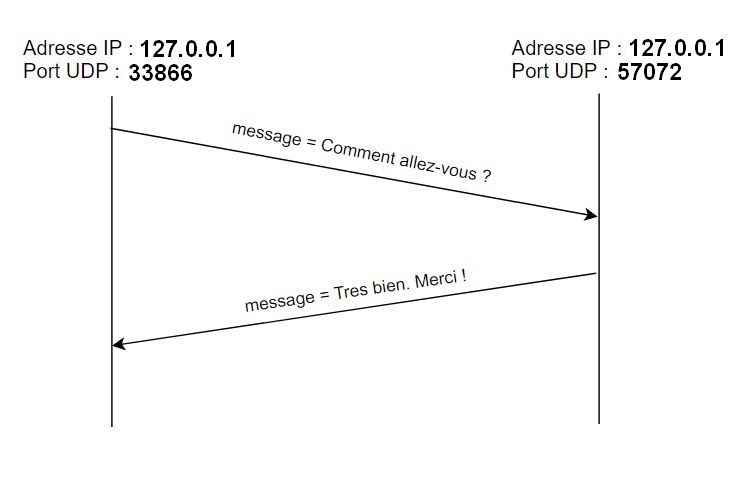 Adresse IP : 127.0.0.1
Port UDP : 33866
Adresse IP : 127.0.0.1
Port UDP : 57072
message = Comment allez-vous ?
message = Tres bien. Merci !